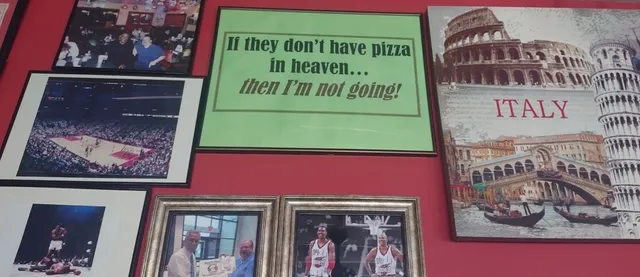 If they don't have pizza
in heaven...
then I'm not going!
ITALY